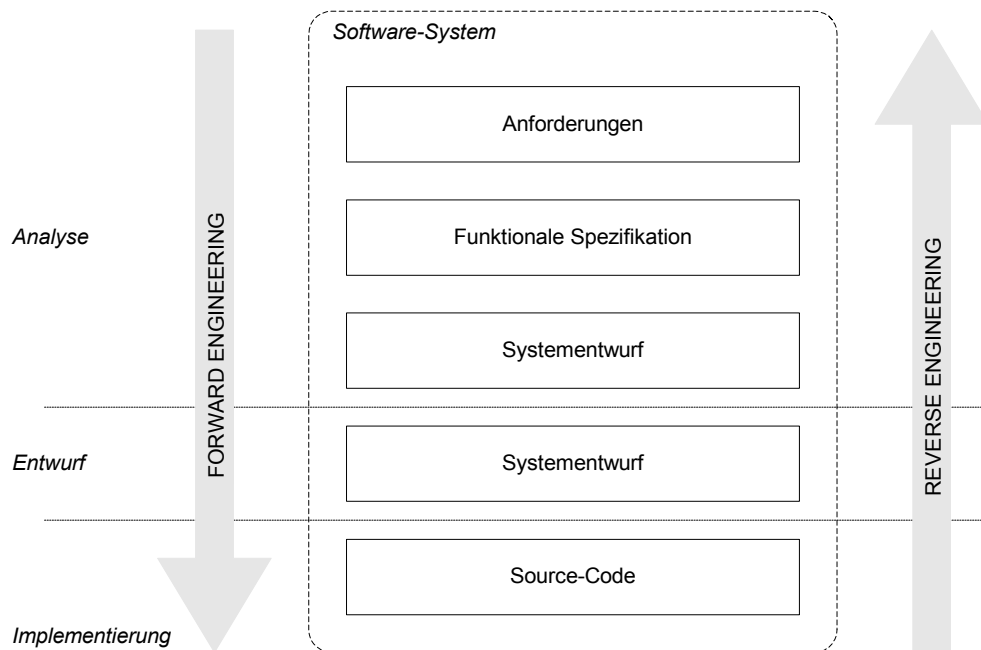 Software-System
Anforderungen
Analyse
FORWARD ENGINEERING
Funktionale Spezifikation
REVERSE ENGINEERING
Systementwurf
Entwurf
Systementwurf
Source-Code
Implementierung